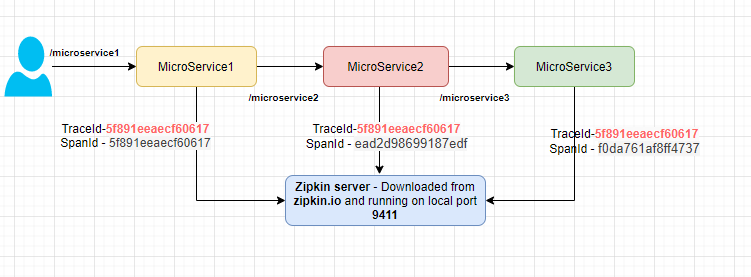 /microservice1
MicroService1
MicroService2
MicroService3
/microservice2
/microservice3
TraceId-5f891eeaecf60617
SpanId - 5f891eeaecf60617
TraceId-5f891eeaecf60617
SpanId - ead2d98699187edf
TraceId-5f891eeaecf60617
SpanId - f0da761af8ff4737
Zipkin server - Downloaded from
zipkin.io and running on local port
9411